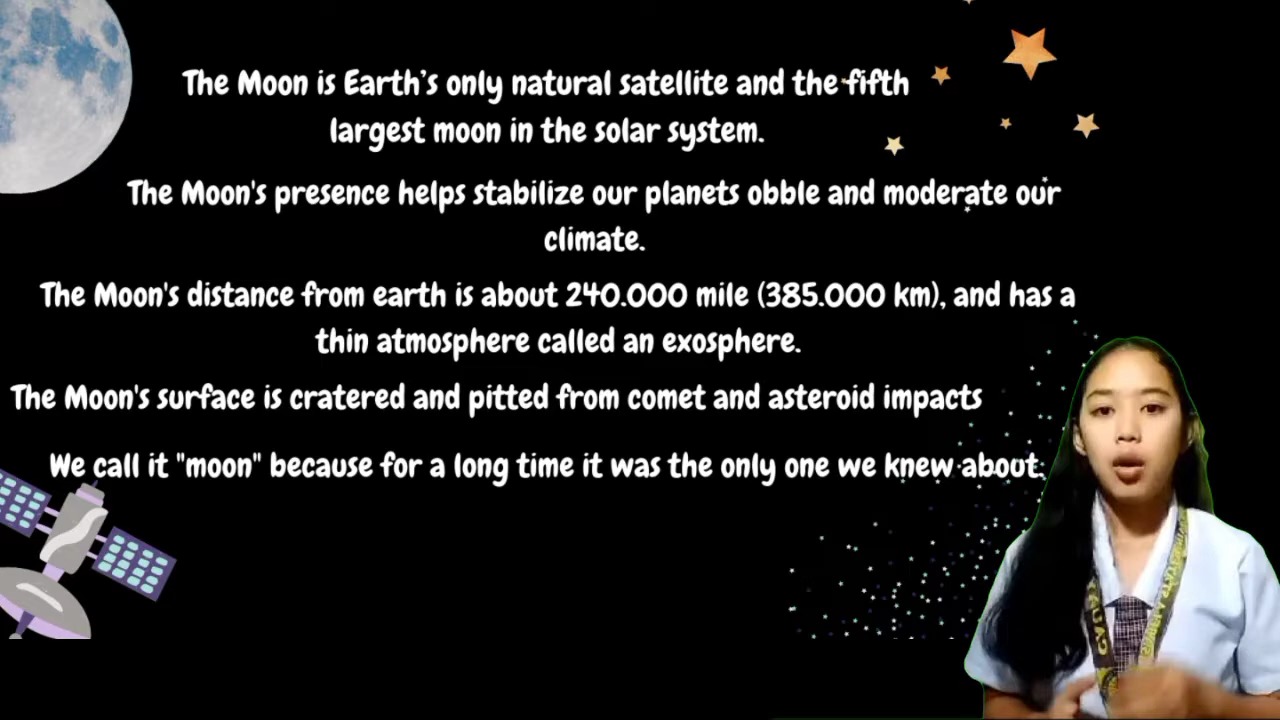 The Moon is Earth's only natural satellite and the fifth
largest moon in the solar system.
The Moon's presence helps stabilize our planets obble and moderate our
climate.
The Moon's distance from earth is about 240.000 mile (385.000 km), and has a
thin atmosphere called an exosphere.
The Moon's surface is cratered and pitted from comet and asteroid impacts
We call it "moon" because for a long time it was the only one we knew about.